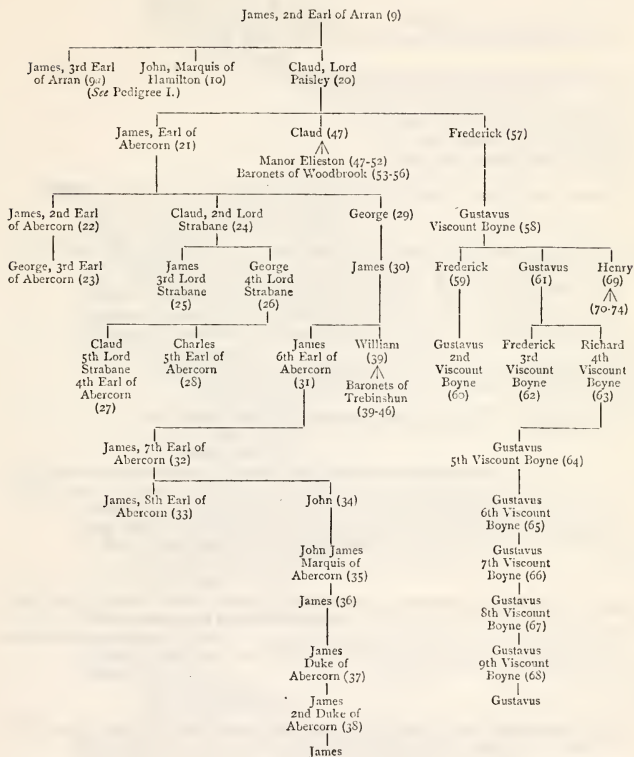 James, 2nd Earl of Arran (9)
James, 3rd Earl
of Arran (9a)
John, Marquis of
Hamilton (10)
(See Pedigree I.)
Claud, Lord
Paisley (20)
James, Earl of
Abercorn (21)
Claud (47)
Manor Elieston (47-52)
Baronets of Woodbrook (53-56)
Frederick (57)
James, 2nd Earl
of Abercorn (22)
Claud, 2nd Lord
Strabane (24)
George (29)
Gustavus
Viscount Boyne (58)
George, 3rd Earl
of Abercorn (23)
James
3rd Lord
Strabane
(25)
George
4th Lord
Strabane
(26)
James (30)
Frederick
(59)
Gustavus
(61)
Henry
(69)
(70-74)
Claud
5th Lord
Strabane
4th Earl of
Abercorn
(27)
Charles
5th Earl of
Abercorn
(28)
James
6th Earl of
Abercorn
(31)
William
(39)
Baronets of
Trebinshun
(39-46)
Gustavus
2nd
Viscount
Boyne
(60)
Frederick
3rd
Viscount
Boyne
(62)
Richard
4th
Viscount
Boyne
(63)
James, 7th Earl of
Abercorn (32)
Gustavus
5th Viscount Boyne (64)
James, 8th Earl of
Abercorn (33)
John (34)
Gustavus
6th Viscount
Boyne (65)
John James
Marquis of
Abercorn (35)
Gustavus
7th Viscount
Boyne (66)
James (36)
Gustavus
8th Viscount
Boyne (67)
James
Duke of
Abercorn (37)
Gustavus
9th Viscount
Boyne (68)
James
2nd Duke of
Abercorn (38)
Gustavus
James